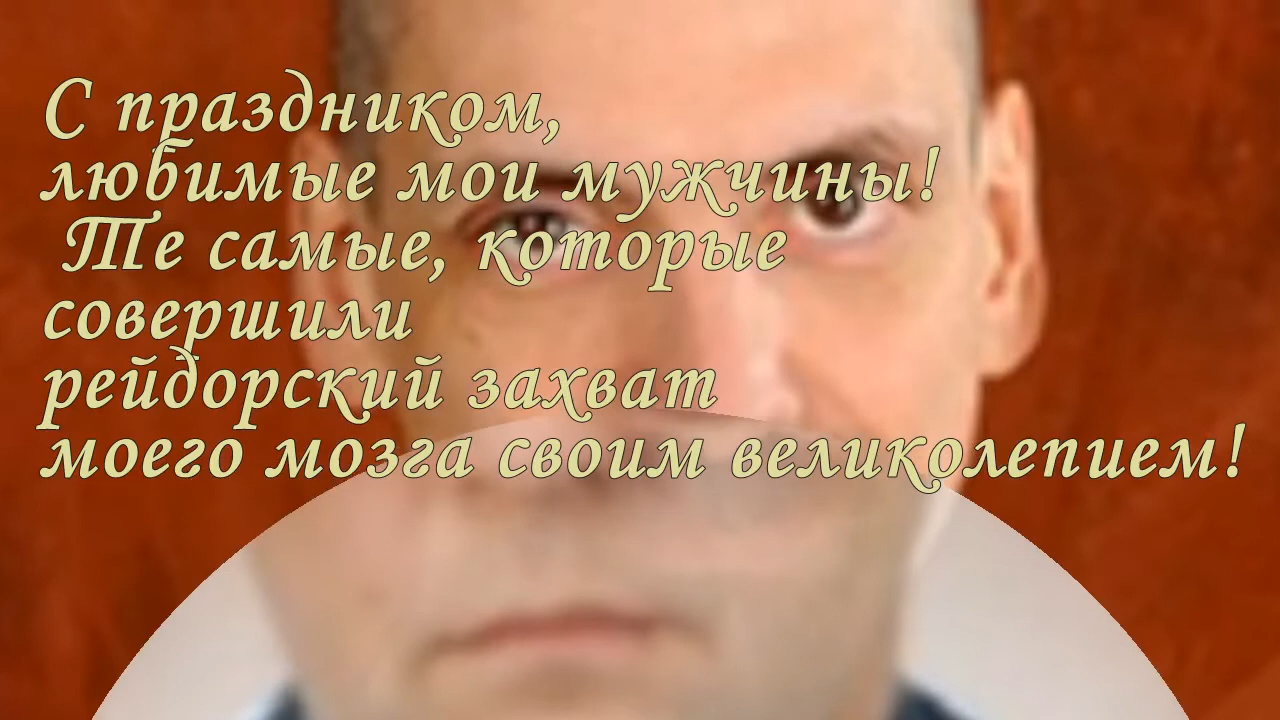 С праздником,
любимые мои мужчины!
Те самые, которые
совершили
рейдорский захват
моего мозга своим великолепием!